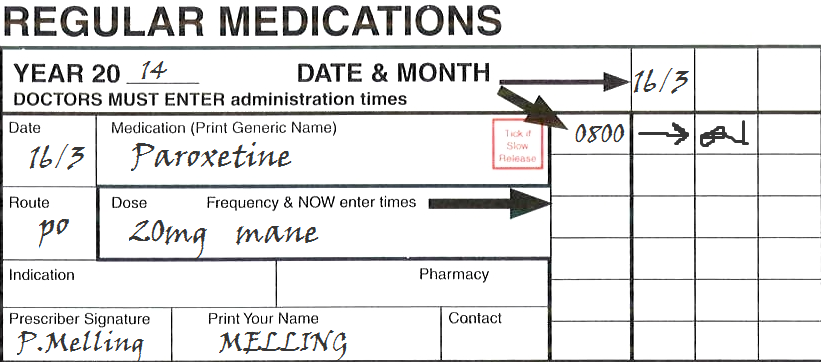 REGULAR MEDICATIONS
YEAR 20 14 DATE & MONTH 16/3
DOCTORS MUST ENTER administration times
Date Medication (Print Generic Name)
16/3 Paroxetine
Tick if
Slow
Release
0800
Route Dose Frequency & NOW enter times
po 20mg mane
Indication Pharmacy
Prescriber Signature Print Your Name Contact
P.Melling MELLING